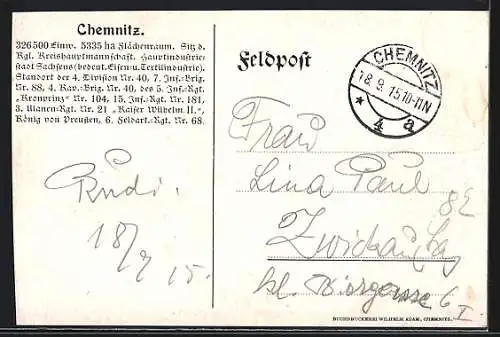 Chemnitz.
326500 Einw. 5335 ha Flächenraum. Sitz d.
Kgl. Kreishauptmannschaft. Hauptindustrie-
stadt Sachsens (bedeut. Eisen- u. Textilindustrie).
Standort der 4. Division Nr. 40, 7. Inf.-Brig.
Nr. 88, 4. Kav.-Brig. Nr. 40, des 5. Inf.-Rgt.
„Kronprinz" Nr. 104, 15. Inf.-Rgt. Nr. 181,
3. Ulanen-Rgt. Nr. 21 „Kaiser Wilhelm II.",
König von Preußen, 6. Feldart.-Rgt. Nr. 68.
Rudi.
18/9 15.
Feldpost
CHEMNITZ
18.9.15.10-11N
* 4 a
Frau
Lina Paul
Zwickau
kl. 6 I
BUCHDRUCKEREI WILHELM ADAM, CHEMNITZ.